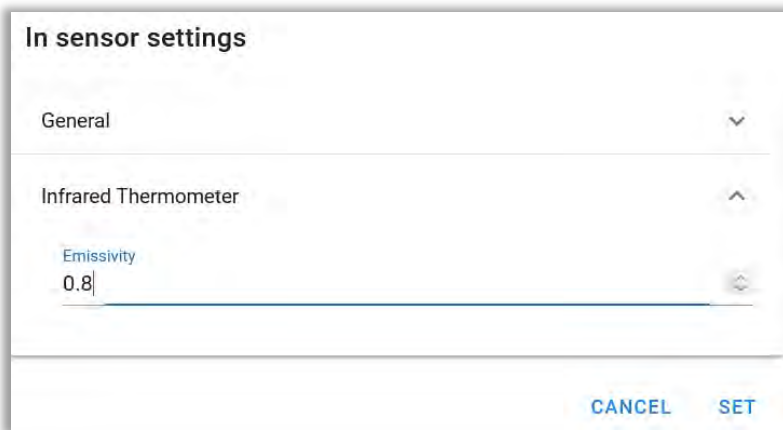 In sensor settings
General
Infrared Thermometer
Emissivity
0.8
CANCEL SET